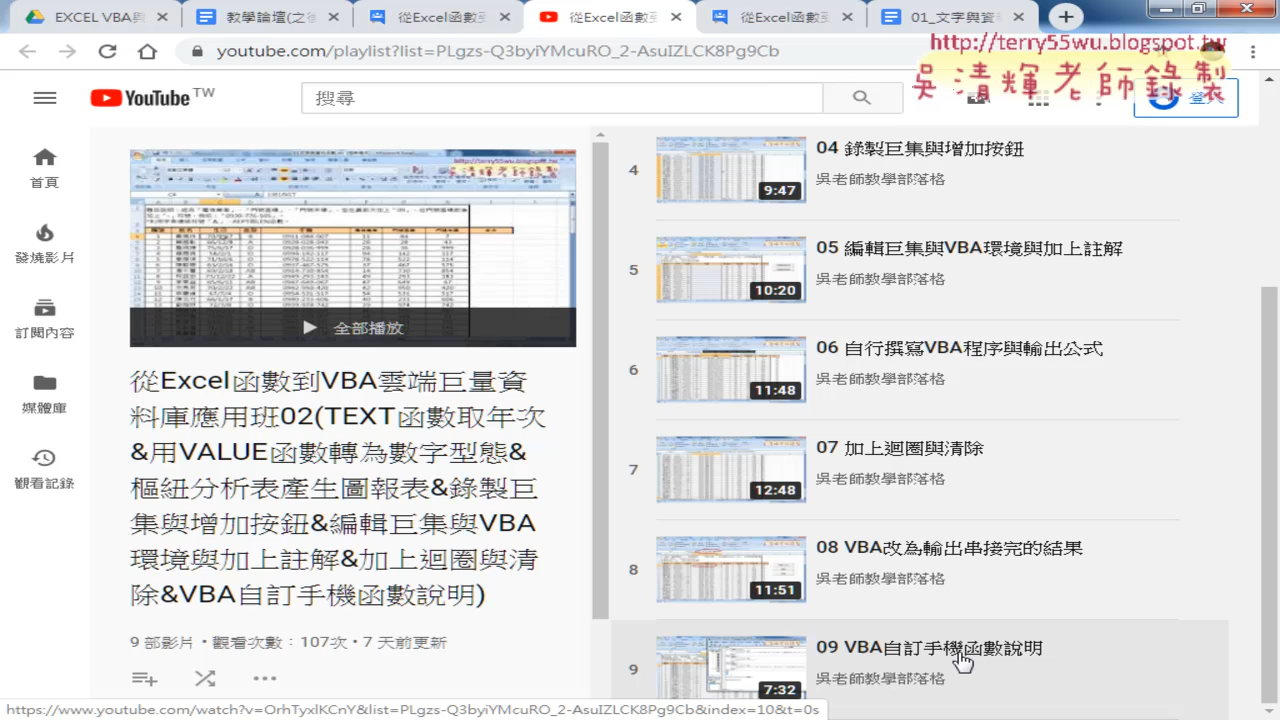 EXCEL VBA
教學論壇(之後
從Excel函數到
從Excel函數到
從Excel函數到
01_文字與資
youtube.com/playlist?list=PLgzs-Q3byiYMcuRO_2-AsuIZLCK8Pg9Cb
http://terry55wu.blogspot.tw
吳清輝老師錄製
YouTube TW
搜尋
登入
首頁
發燒影片
訂閱內容
媒體庫
觀看記錄
全部播放
從Excel函數到VBA雲端巨量資
料庫應用班02(TEXT函數取年次
&用VALUE函數轉為數字型態&
樞紐分析表產生圖報表&錄製巨
集與增加按鈕&編輯巨集與VBA
環境與加上註解&加上迴圈與清
除&VBA自訂手機函數說明)
9 部影片・觀看次數：107次・7 天前更新
4
9:47
04 錄製巨集與增加按鈕
吳老師教學部落格
5
10:20
05 編輯巨集與VBA環境與加上註解
吳老師教學部落格
6
11:48
06 自行撰寫VBA程序與輸出公式
吳老師教學部落格
7
12:48
07 加上迴圈與清除
吳老師教學部落格
8
11:51
08 VBA改為輸出串接完的結果
吳老師教學部落格
9
7:32
09 VBA自訂手機函數說明
吳老師教學部落格
https://www.youtube.com/watch?v=OrhTyxlKCnY&list=PLgzs-Q3byiYMcuRO_2-AsuIZLCK8Pg9Cb&index=10&t=0s